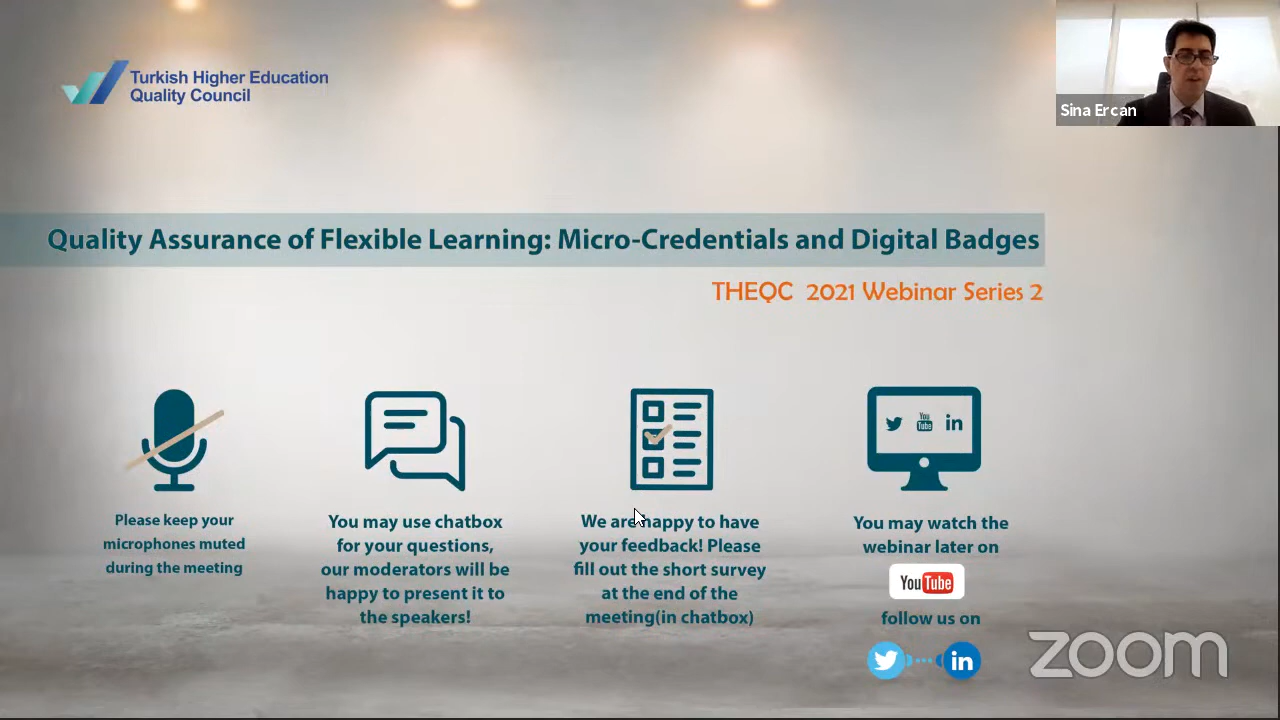 Turkish Higher Education
Quality Council
Sina Ercan
Quality Assurance of Flexible Learning: Micro-Credentials and Digital Badges
THEQC 2021 Webinar Series 2
You
Tube
in
Please keep your
microphones muted
during the meeting
You may use chatbox
for your questions,
our moderators will be
happy to present it to
the speakers!
We are happy to have
your feedback! Please
fill out the short survey
at the end of the
meeting(in chatbox)
You may watch the
webinar later on
YouTube
follow us on
in
zoom